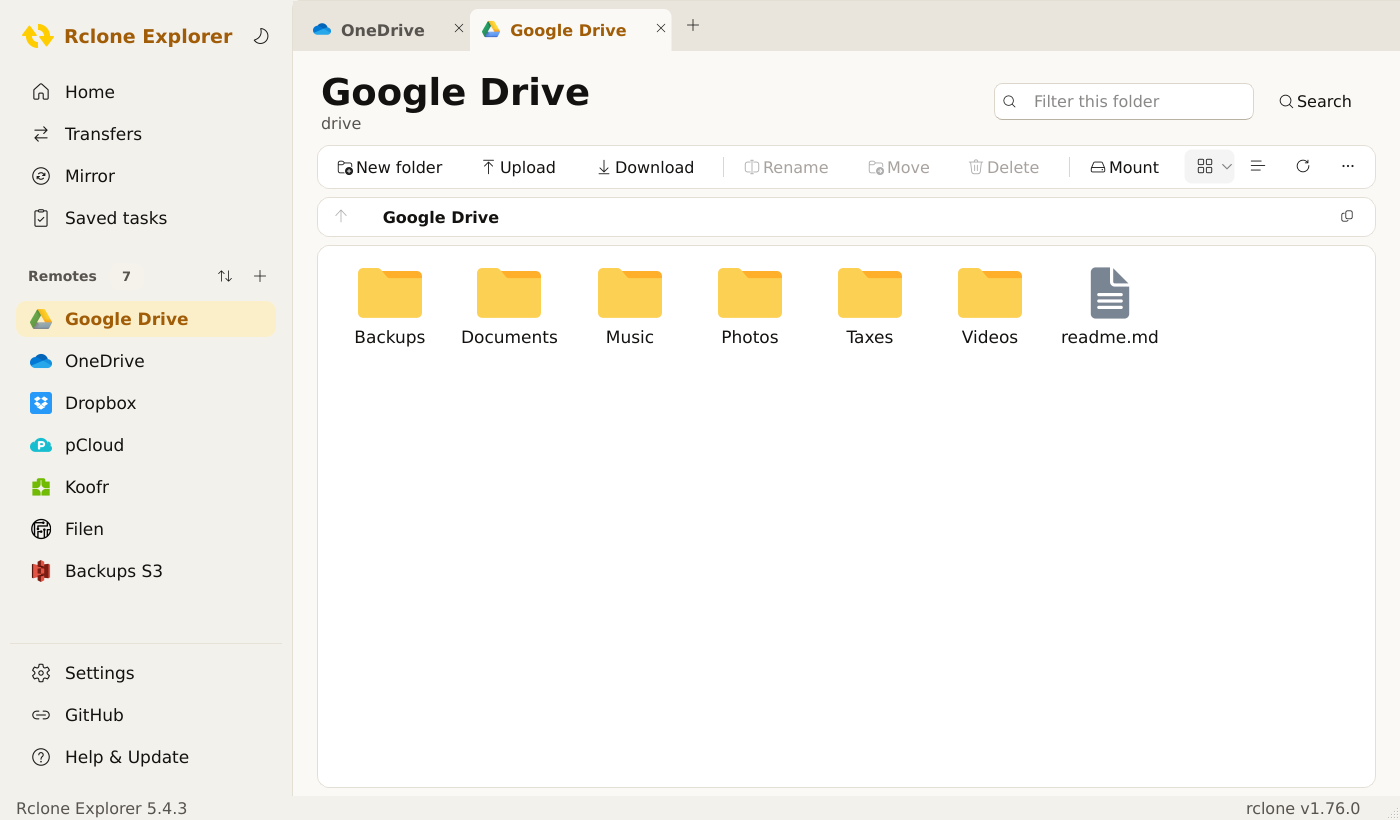 Rclone Explorer
Home
Transfers
Mirror
Saved tasks
Remotes 7
Google Drive
OneDrive
Dropbox
pCloud
Koofr
Filen
Backups S3
Settings
GitHub
Help & Update
Rclone Explorer 5.4.3
OneDrive
Google Drive
Google Drive
drive
Filter this folder
Search
New folder
Upload
Download
Rename
Move
Delete
Mount
Google Drive
Backups
Documents
Music
Photos
Taxes
Videos
readme.md
rclone v1.76.0